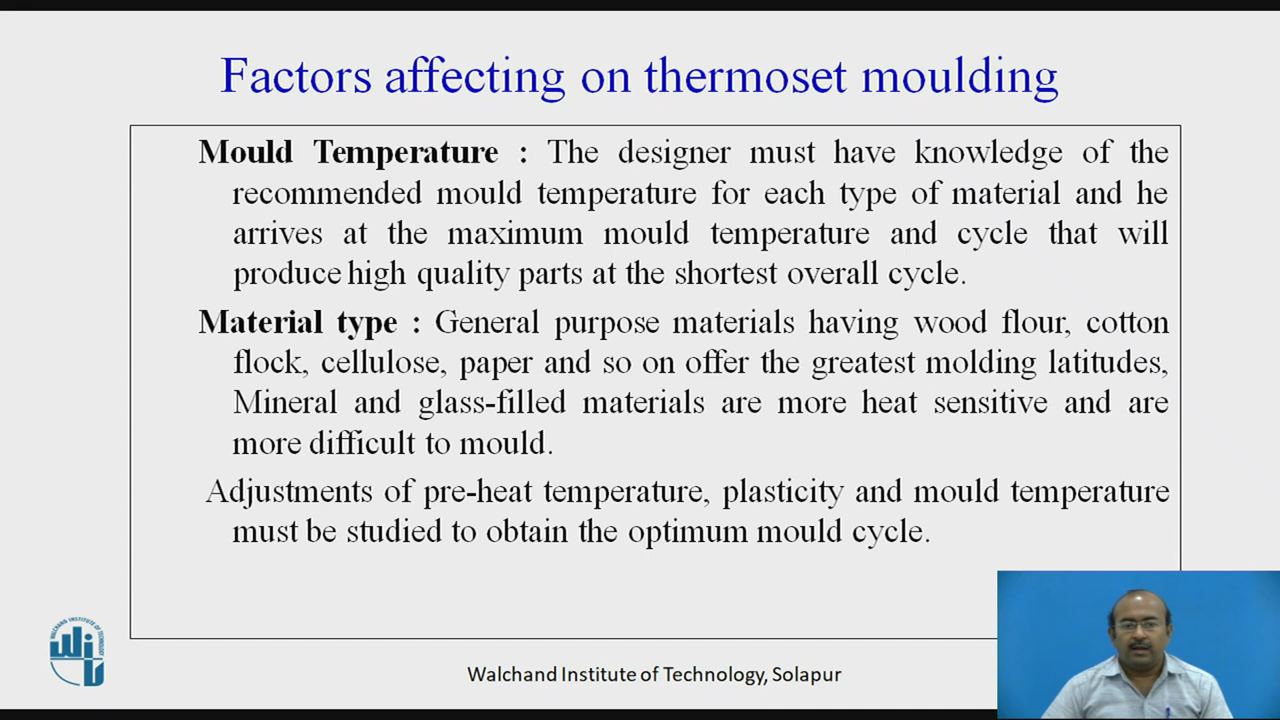 Factors affecting on thermoset moulding
Mould Temperature : The designer must have knowledge of the
recommended mould temperature for each type of material and he
arrives at the maximum mould temperature and cycle that will
produce high quality parts at the shortest overall cycle.
Material type : General purpose materials having wood flour, cotton
flock, cellulose, paper and so on offer the greatest molding latitudes,
Mineral and glass-filled materials are more heat sensitive and are
more difficult to mould.
Adjustments of pre-heat temperature, plasticity and mould temperature
must be studied to obtain the optimum mould cycle.
WALCHAND INSTITUTE OF TECHNOLOGY
Walchand Institute of Technology, Solapur